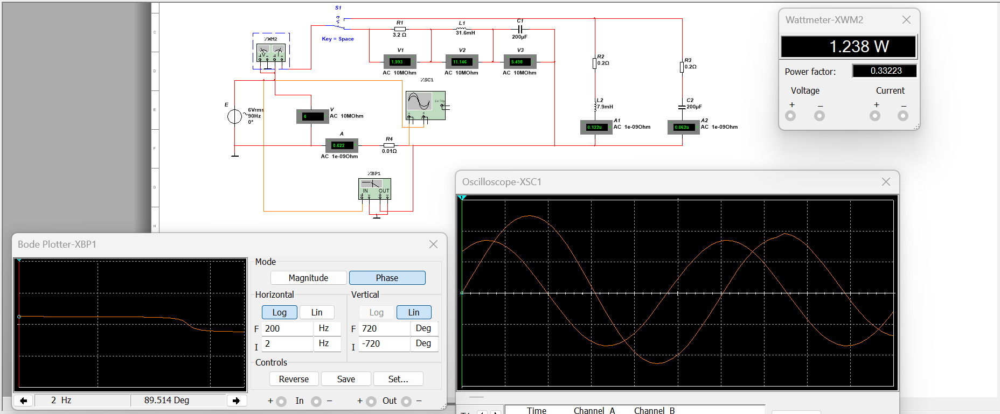 S1
Key = Space
XWM2
V
I
R1
3.2 Ω
L1
31.6mH
C1
200µF
V1
1.993
AC 10MOhm
V2
11.146
AC 10MOhm
V3
5.498
AC 10MOhm
XSC1
Ext Trig
A
B
E
6Vrms
90Hz
0°
V
6
AC 10MOhm
A
0.622
AC 1e-09Ohm
R4
0.01Ω
R2
0.2Ω
R3
0.2Ω
L2
7.9mH
C2
200µF
A1
0.122u
AC 1e-09Ohm
A2
0.062u
AC 1e-09Ohm
XBP1
IN OUT
C
D
E
F
G
H
Wattmeter-XWM2
1.238 W
Power factor: 0.33223
Voltage Current
+ − + −
Bode Plotter-XBP1
Mode
Magnitude Phase
Horizontal Vertical
Log Lin Log Lin
F 200 Hz F 720 Deg
I 2 Hz I -720 Deg
Controls
Reverse Save Set...
2 Hz 89.514 Deg
+ In − + Out −
Oscilloscope-XSC1
Time Channel_A Channel_B